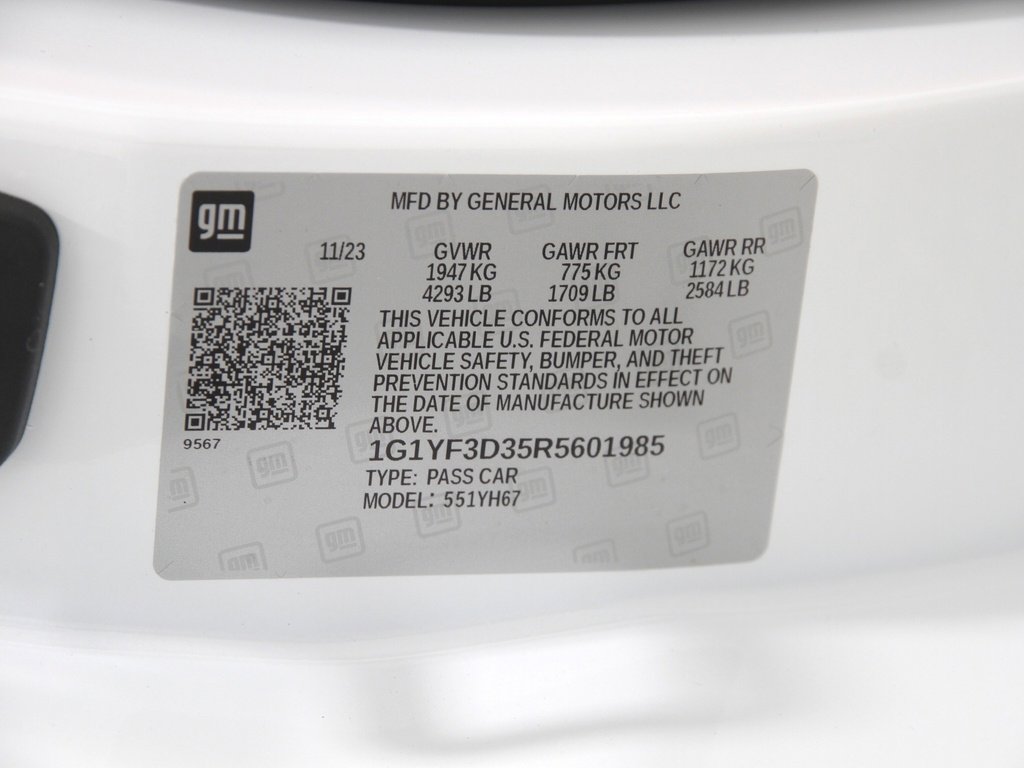 gm
MFD BY GENERAL MOTORS LLC
11/23 GVWR GAWR FRT GAWR RR
1947 KG 775 KG 1172 KG
4293 LB 1709 LB 2584 LB
THIS VEHICLE CONFORMS TO ALL
APPLICABLE U.S. FEDERAL MOTOR
VEHICLE SAFETY, BUMPER, AND THEFT
PREVENTION STANDARDS IN EFFECT ON
THE DATE OF MANUFACTURE SHOWN
ABOVE.
9567
1G1YF3D35R5601985
TYPE: PASS CAR
MODEL: 551YH67